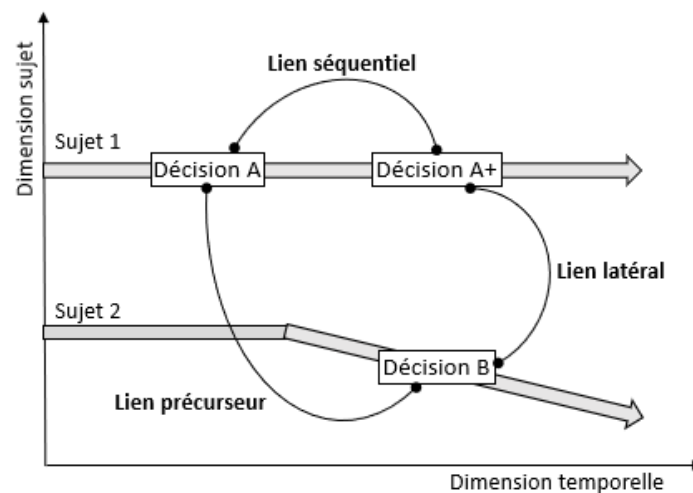 Dimension sujet
Lien séquentiel
Sujet 1
Décision A
Décision A+
Lien latéral
Sujet 2
Décision B
Lien précurseur
Dimension temporelle